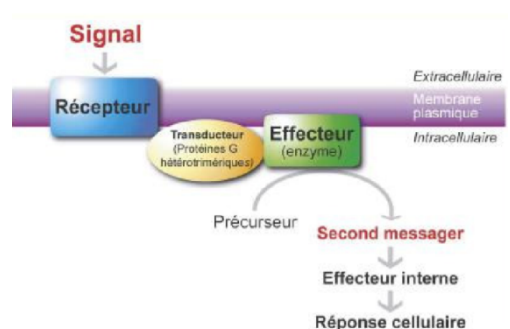 Signal
Extracellulaire
Récepteur
Membrane
plasmique
Transducteur
(Protéines G
hétérotrimériques)
Effecteur
(enzyme)
Intracellulaire
Précurseur
Second messager
Effecteur interne
Réponse cellulaire